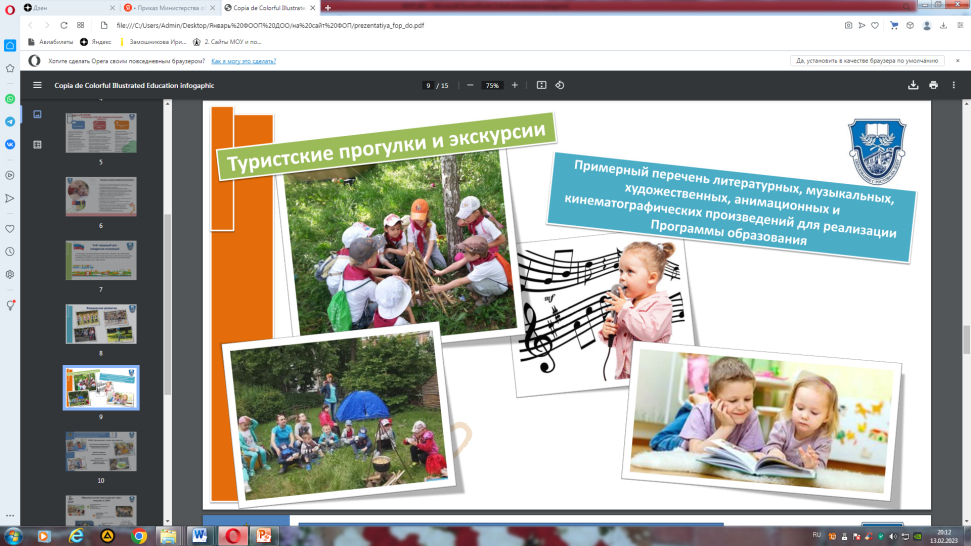 Дзен
Приказ Министерства о
Copia de Colorful Illustrated
file:///C:/Users/Admin/Desktop/Январь%20ФООП%20ДОО/на%20сайт%20ФОП/prezentatiya_fop_do.pdf
Авиабилеты
Яндекс
Замошникова Ири...
2. Сайты МОУ и по...
Хотите сделать Opera своим повседневным браузером?
Как я могу это сделать?
Да, установить в качестве браузера по умолчанию
Copia de Colorful Illustrated Education infographic
9 / 15
75%
5
6
7
8
9
10
Туристские прогулки и экскурсии
Примерный перечень литературных, музыкальных,
художественных, анимационных и
кинематографических произведений для реализации
Программы образования
RU
20:12
13.02.2023